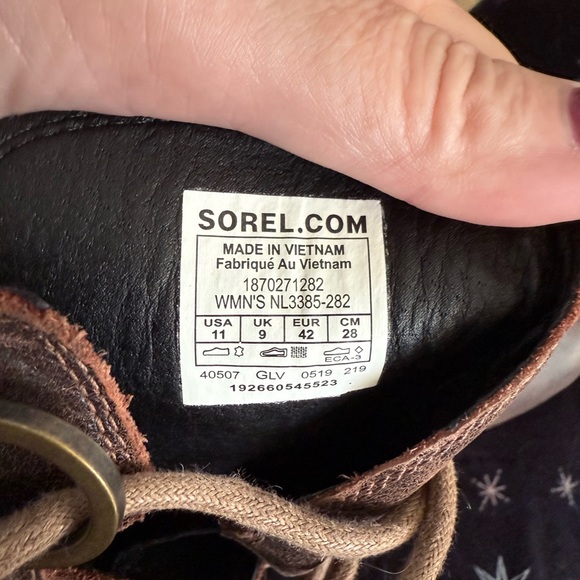 SOREL.COM
MADE IN VIETNAM
Fabriqué Au Vietnam
1870271282
WMN'S NL3385-282
USA UK EUR CM
11 9 42 28
ECA-3
40507 GLV 0519 219
192660545523